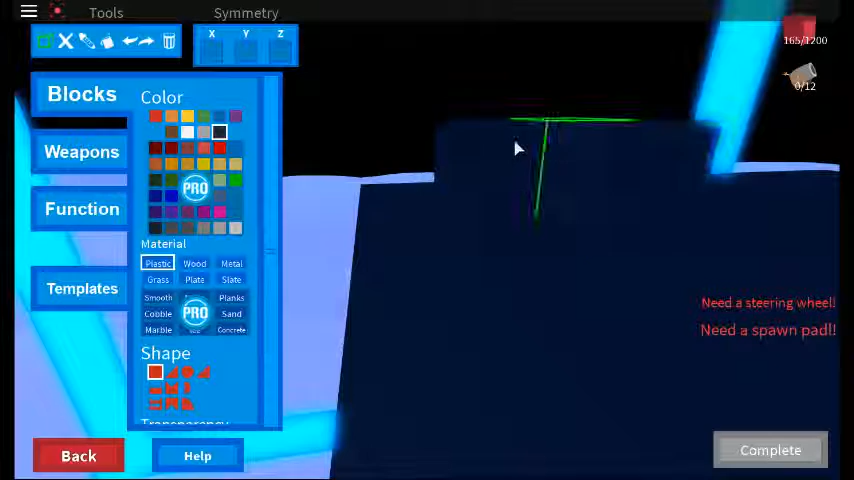 Tools
Symmetry
X Y Z
165/1200
0/12
Blocks
Weapons
Function
Templates
Color
PRO
Material
Plastic Wood Metal
Grass Plate Slate
Smooth Planks
Cobble PRO Sand
Marble Concrete
Shape
Transparency
Need a steering wheel!
Need a spawn pad!
Back
Help
Complete